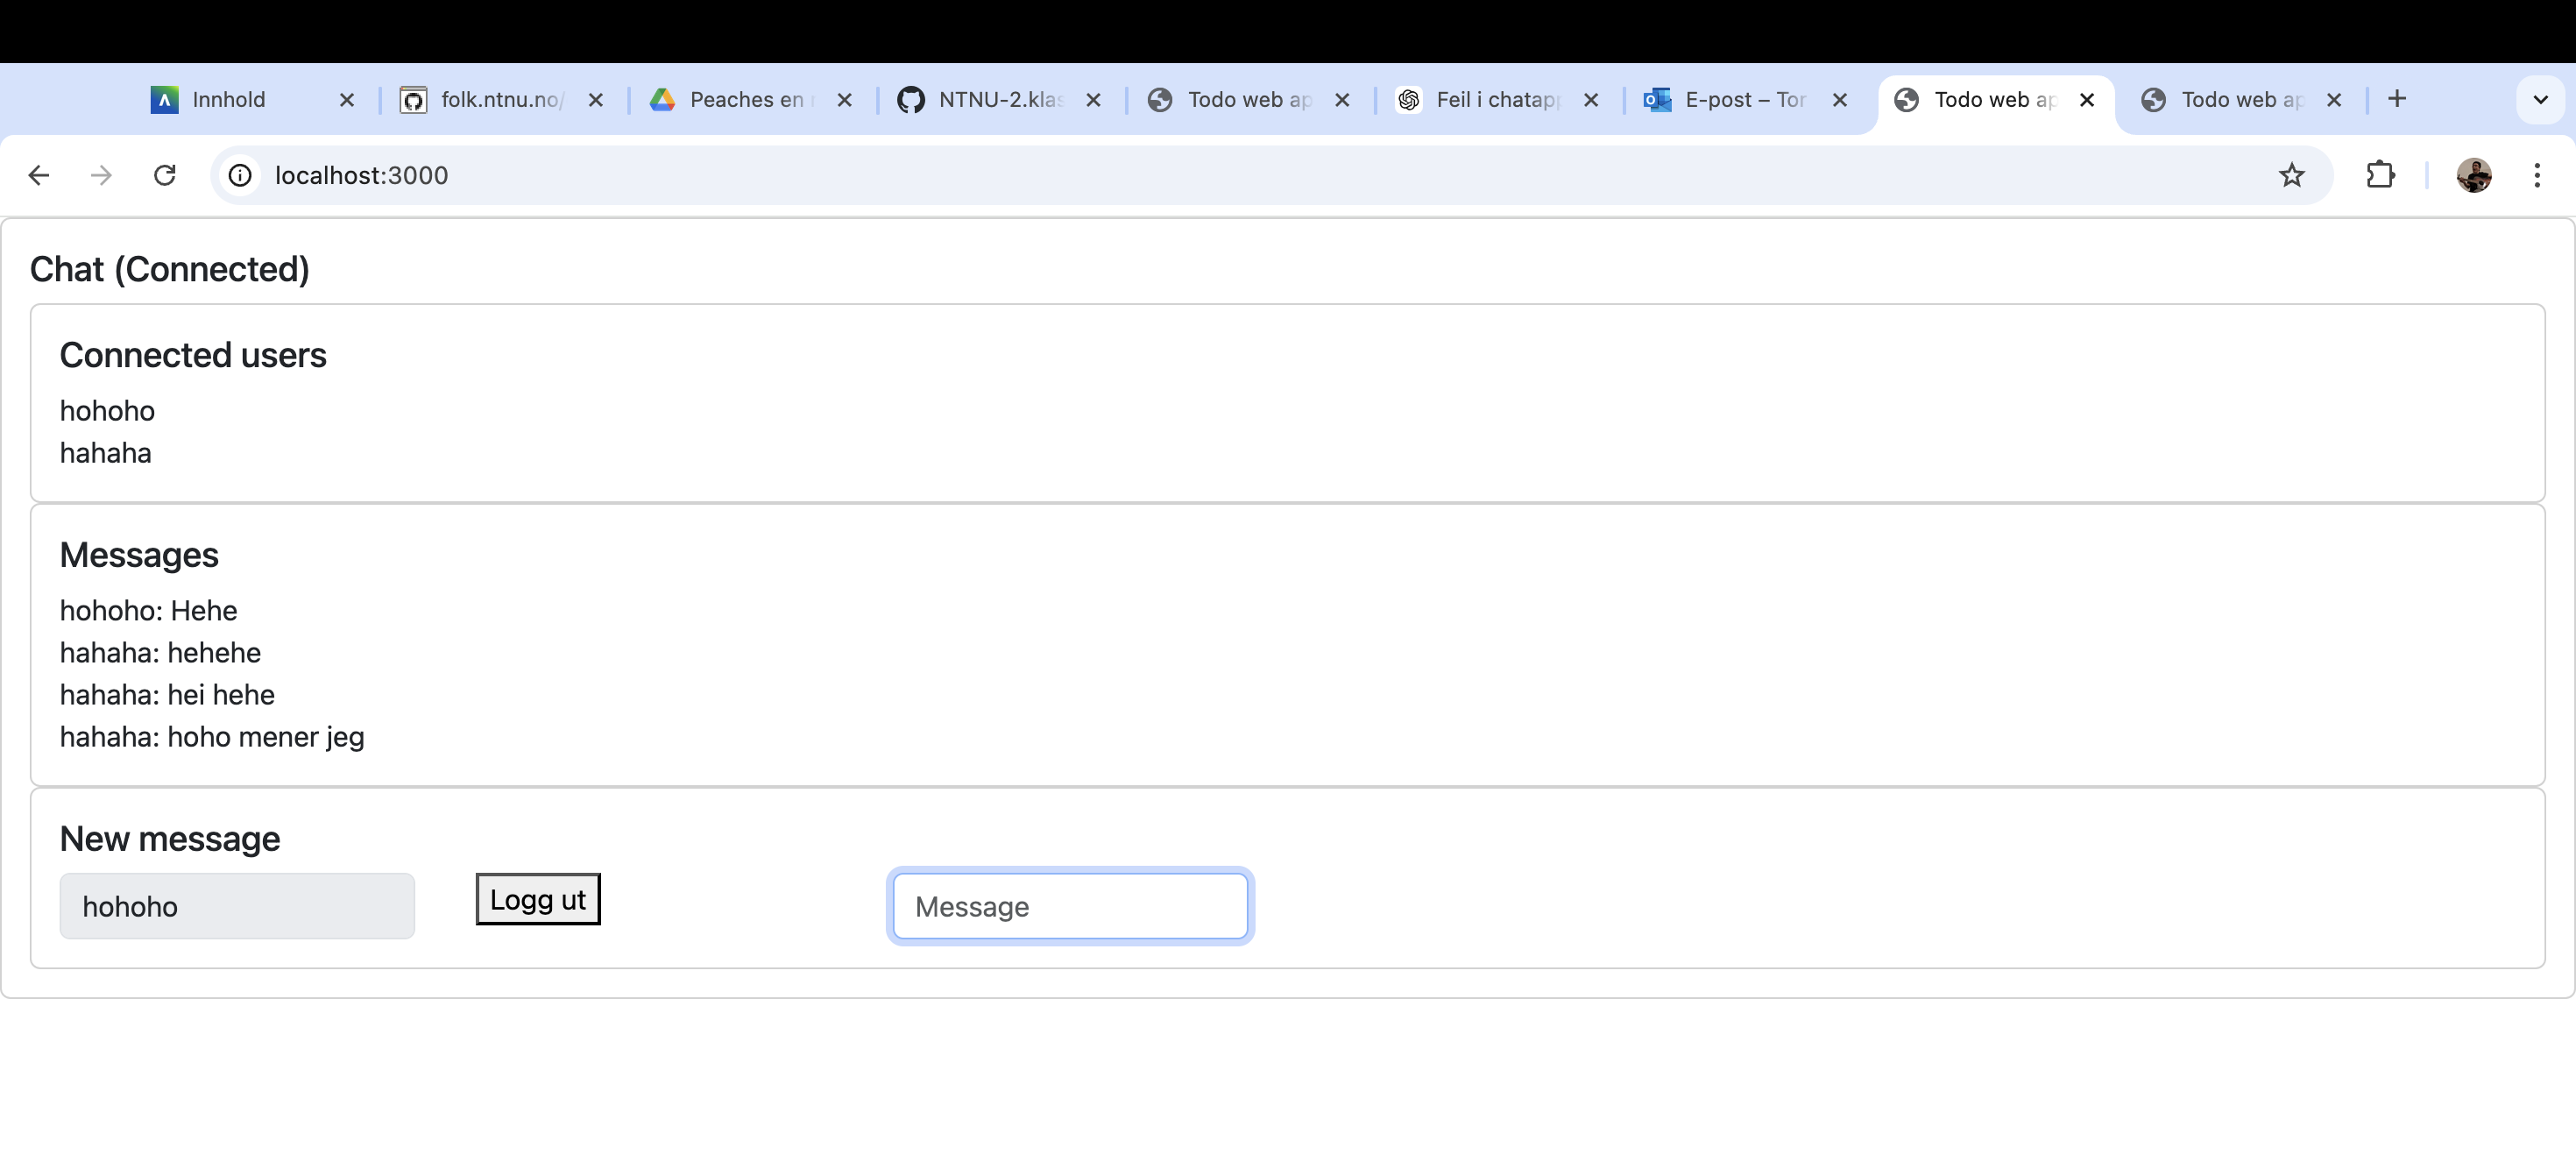 Innhold folk.ntnu.no/ Peaches en NTNU-2.klas Todo web ap Feil i chatapp E-post – Tor Todo web ap Todo web ap
localhost:3000
Chat (Connected)
Connected users
hohoho
hahaha
Messages
hohoho: Hehe
hahaha: hehehe
hahaha: hei hehe
hahaha: hoho mener jeg
New message
hohoho Logg ut Message